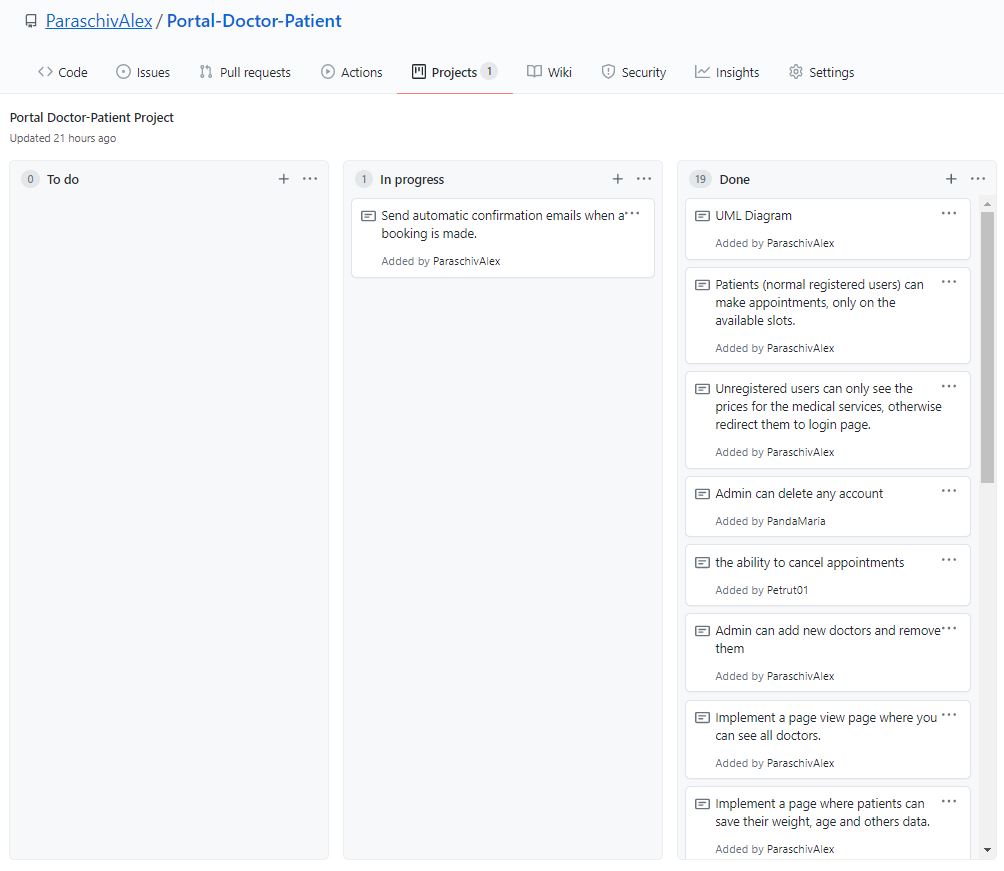 ParaschivAlex / Portal-Doctor-Patient
Code Issues Pull requests Actions Projects 1 Wiki Security Insights Settings
Portal Doctor-Patient Project
Updated 21 hours ago
0 To do
1 In progress
Send automatic confirmation emails when a
booking is made.
Added by ParaschivAlex
19 Done
UML Diagram
Added by ParaschivAlex
Patients (normal registered users) can
make appointments, only on the
available slots.
Added by ParaschivAlex
Unregistered users can only see the
prices for the medical services, otherwise
redirect them to login page.
Added by ParaschivAlex
Admin can delete any account
Added by PandaMaria
the ability to cancel appointments
Added by Petrut01
Admin can add new doctors and remove
them
Added by ParaschivAlex
Implement a page view page where you
can see all doctors.
Added by ParaschivAlex
Implement a page where patients can
save their weight, age and others data.
Added by ParaschivAlex